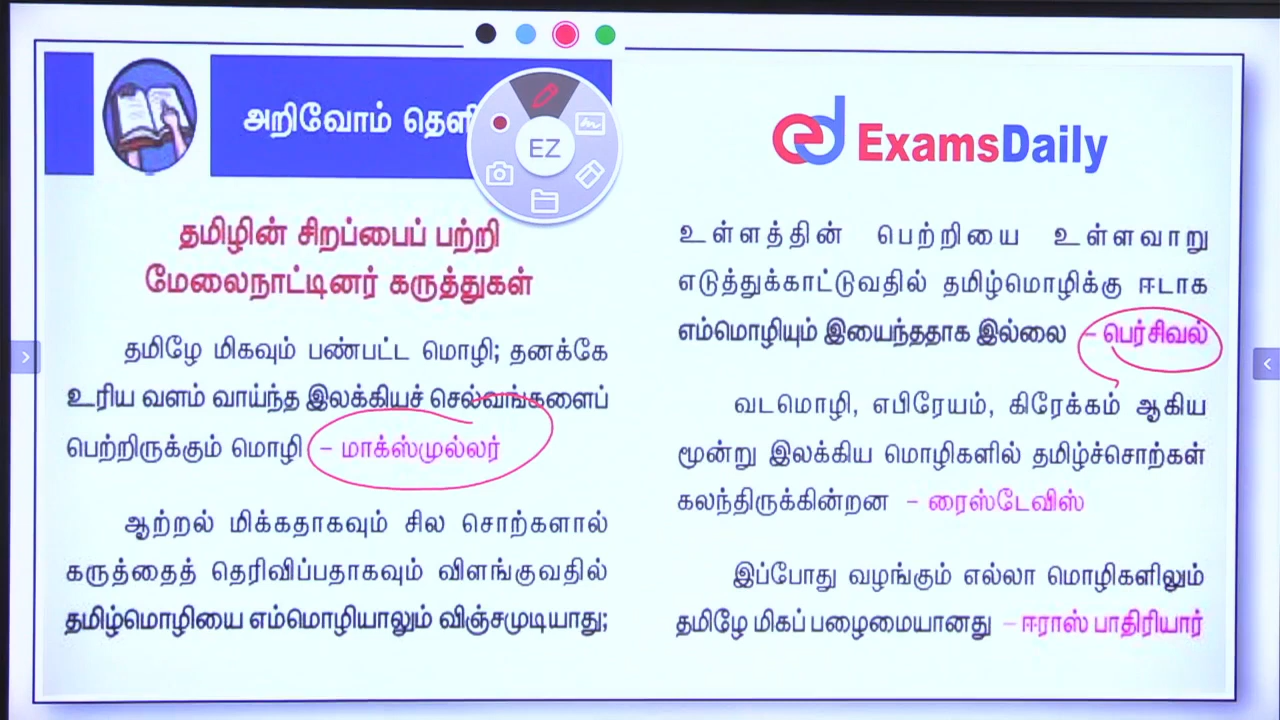 அறிவோம் தெளி
EZ
ExamsDaily
தமிழின் சிறப்பைப் பற்றி
மேலைநாட்டினர் கருத்துகள்
தமிழே மிகவும் பண்பட்ட மொழி; தனக்கே
உரிய வளம் வாய்ந்த இலக்கியச் செல்வங்களைப்
பெற்றிருக்கும் மொழி – மாக்ஸ்முல்லர்
ஆற்றல் மிக்கதாகவும் சில சொற்களால்
கருத்தைத் தெரிவிப்பதாகவும் விளங்குவதில்
தமிழ்மொழியை எம்மொழியாலும் விஞ்சமுடியாது;
உள்ளத்தின் பெற்றியை உள்ளவாறு
எடுத்துக்காட்டுவதில் தமிழ்மொழிக்கு ஈடாக
எம்மொழியும் இயைந்ததாக இல்லை – பெர்சிவல்
வடமொழி, எபிரேயம், கிரேக்கம் ஆகிய
மூன்று இலக்கிய மொழிகளில் தமிழ்ச்சொற்கள்
கலந்திருக்கின்றன – ரைஸ்டேவிஸ்
இப்போது வழங்கும் எல்லா மொழிகளிலும்
தமிழே மிகப் பழைமையானது – ஈராஸ் பாதிரியார்